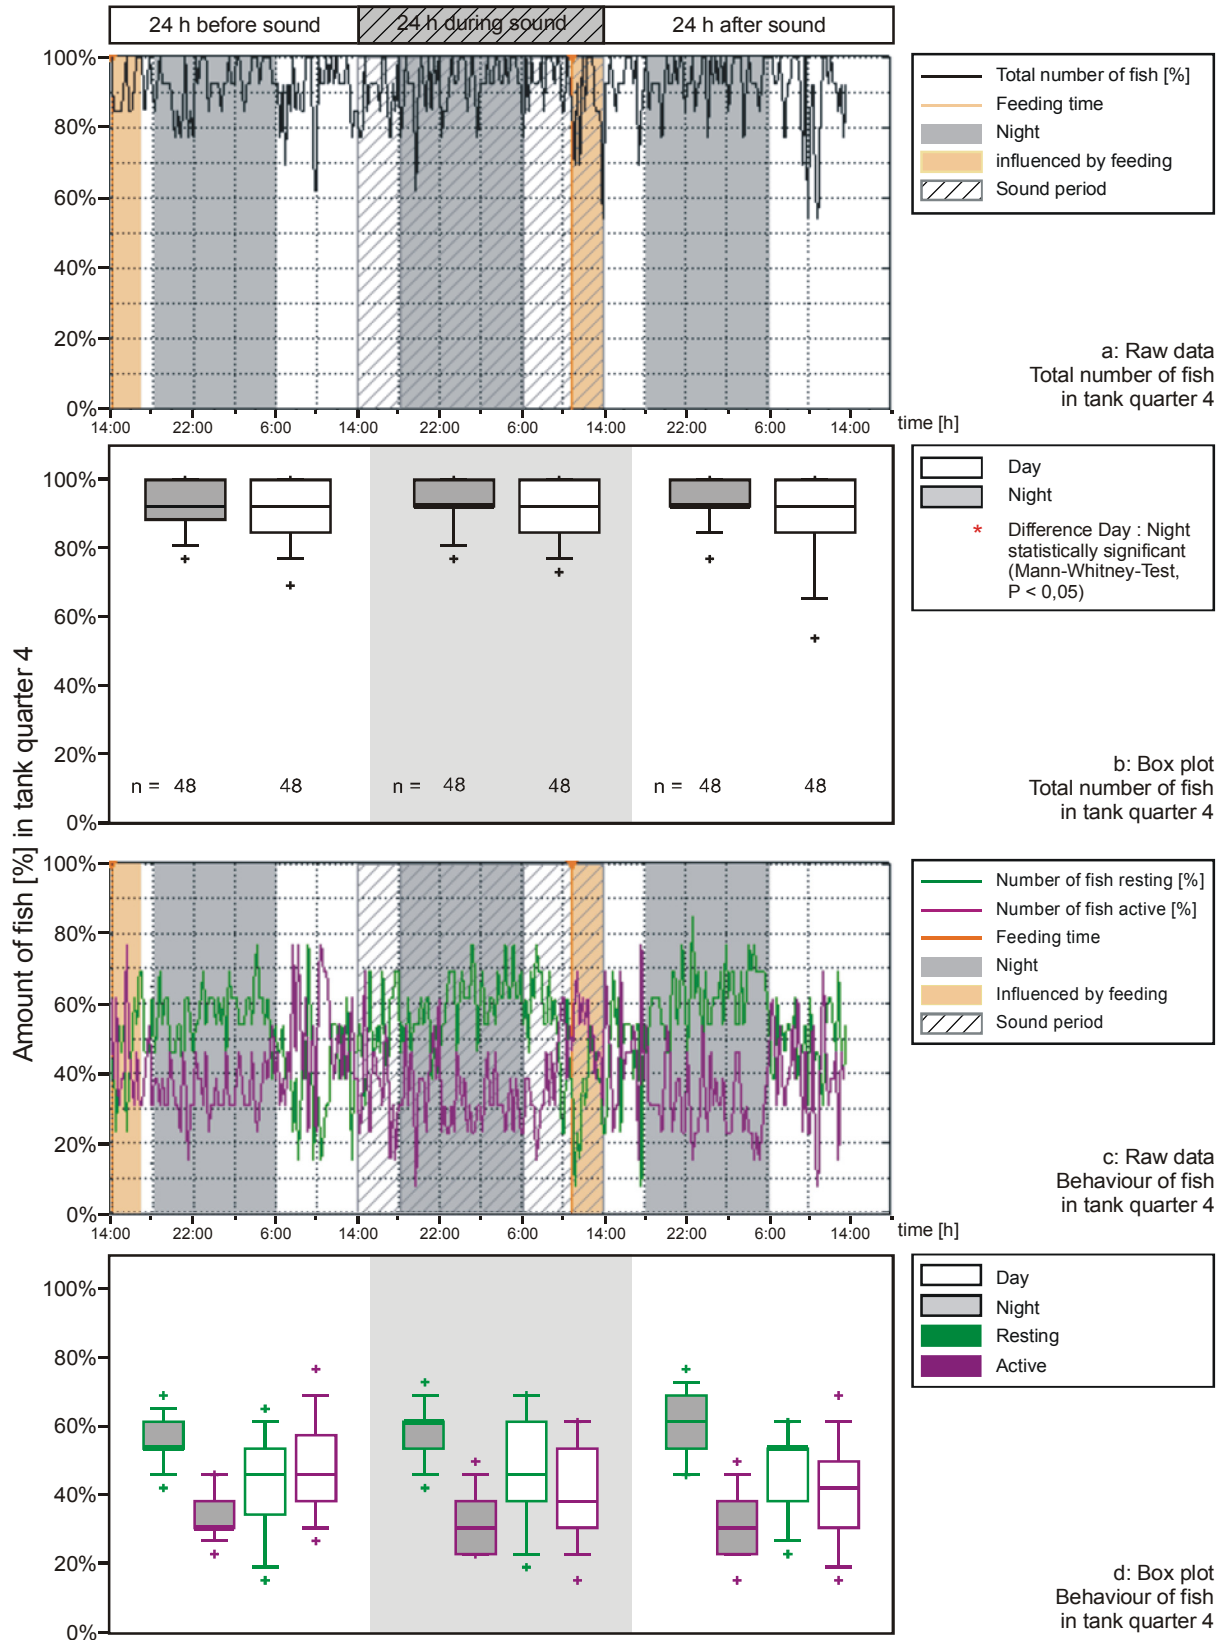 24 h before sound
24 h during sound
24 h after sound
Amount of fish [%] in tank quarter 4
100%
80%
60%
40%
20%
0%
14:00
22:00
6:00
14:00
22:00
6:00
14:00
22:00
6:00
14:00
time [h]
Total number of fish [%]
Feeding time
Night
influenced by feeding
Sound period
a: Raw data
Total number of fish
in tank quarter 4
100%
80%
60%
40%
20%
0%
n = 48
48
n = 48
48
n = 48
48
Day
Night
* Difference Day : Night
statistically significant
(Mann-Whitney-Test,
P < 0,05)
b: Box plot
Total number of fish
in tank quarter 4
100%
80%
60%
40%
20%
0%
14:00
22:00
6:00
14:00
22:00
6:00
14:00
22:00
6:00
14:00
time [h]
Number of fish resting [%]
Number of fish active [%]
Feeding time
Night
Influenced by feeding
Sound period
c: Raw data
Behaviour of fish
in tank quarter 4
100%
80%
60%
40%
20%
0%
Day
Night
Resting
Active
d: Box plot
Behaviour of fish
in tank quarter 4